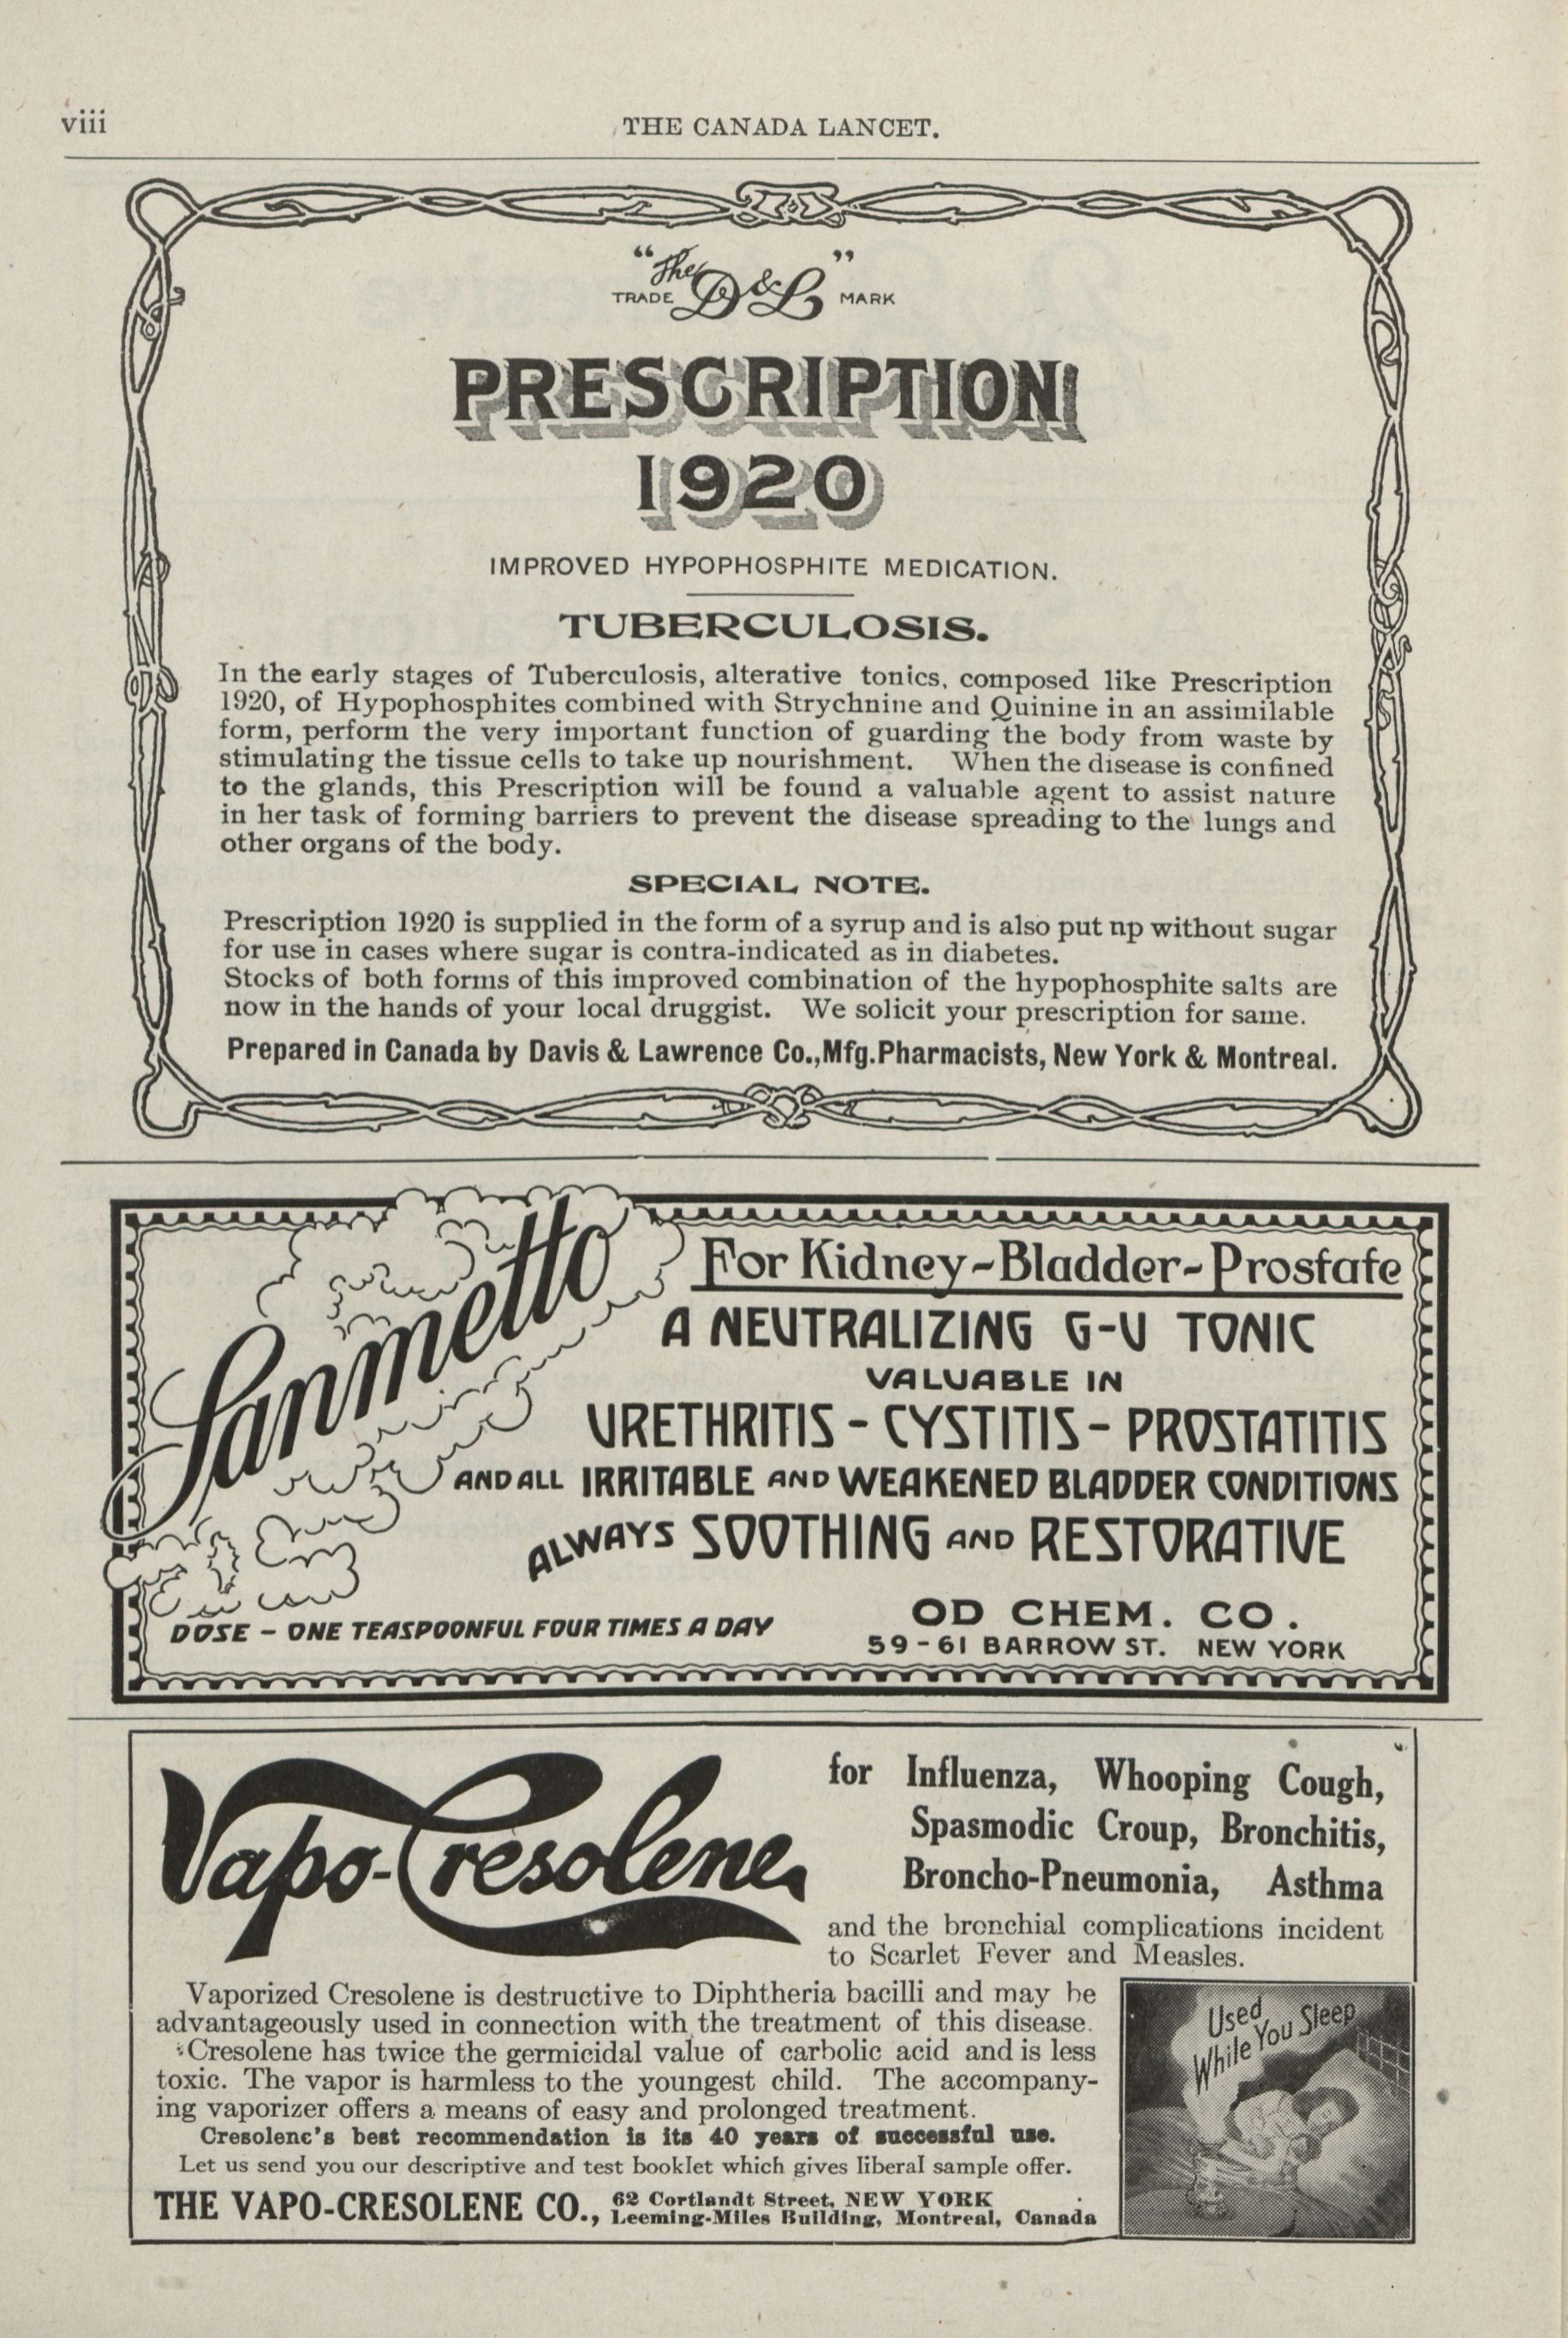 viii
THE CANADA LANCET.
"The D & L"
TRADE MARK
PRESCRIPTION
1920
IMPROVED HYPOPHOSPHITE MEDICATION.
TUBERCULOSIS.
In the early stages of Tuberculosis, alterative tonics, composed like Prescription
1920, of Hypophosphites combined with Strychnine and Quinine in an assimilable
form, perform the very important function of guarding the body from waste by
stimulating the tissue cells to take up nourishment. When the disease is confined
to the glands, this Prescription will be found a valuable agent to assist nature
in her task of forming barriers to prevent the disease spreading to the lungs and
other organs of the body.
SPECIAL NOTE.
Prescription 1920 is supplied in the form of a syrup and is also put np without sugar
for use in cases where sugar is contra-indicated as in diabetes.
Stocks of both forms of this improved combination of the hypophosphite salts are
now in the hands of your local druggist. We solicit your prescription for same.
Prepared in Canada by Davis & Lawrence Co., Mfg. Pharmacists, New York & Montreal.
Sanmetto
For Kidney-Bladder-Prostate
A NEUTRALIZING G-U TONIC
VALUABLE IN
URETHRITIS - CYSTITIS - PROSTATITIS
AND ALL IRRITABLE AND WEAKENED BLADDER CONDITIONS
ALWAYS SOOTHING AND RESTORATIVE
DOSE - ONE TEASPOONFUL FOUR TIMES A DAY
OD CHEM. CO.
59-61 BARROW ST. NEW YORK
Vapo-Cresolene
for Influenza, Whooping Cough,
Spasmodic Croup, Bronchitis,
Broncho-Pneumonia, Asthma
and the bronchial complications incident
to Scarlet Fever and Measles.
Vaporized Cresolene is destructive to Diphtheria bacilli and may be
advantageously used in connection with the treatment of this disease.
Cresolene has twice the germicidal value of carbolic acid and is less
toxic. The vapor is harmless to the youngest child. The accompany-
ing vaporizer offers a means of easy and prolonged treatment.
Cresolene's best recommendation is its 40 years of successful use.
Let us send you our descriptive and test booklet which gives liberal sample offer.
THE VAPO-CRESOLENE CO., 62 Cortlandt Street, NEW YORK
Leeming-Miles Building, Montreal, Canada
Used
While You Sleep